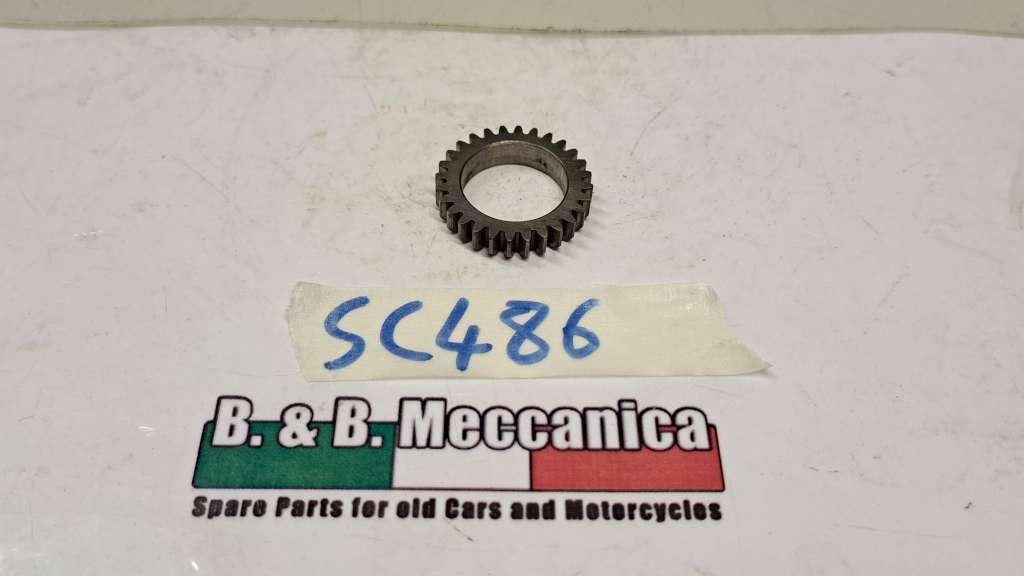 SC486
B. & B. Meccanica
Spare Parts for old Cars and Motorcycles